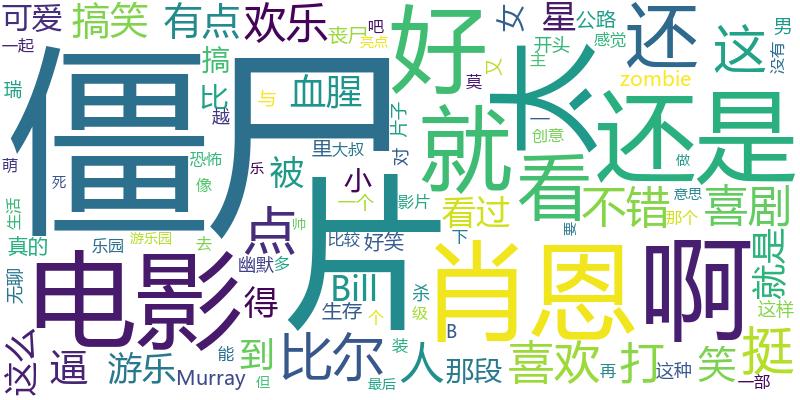 可爱 搞笑 有点 欢乐 丧尸 吧 好 女 星 公路 还 这 男
一起 亮点 开头 感觉 没有
瑞 搞 血腥 片子 莫 又 主 zombie
比 越 与 长 一 还是
僵尸 就 创意
萌 恐怖 乐 里 大叔 对 看
像 被 小 做
生活 死 一个 影片 看过 不错 意思 那个 喜剧
真的 乐园 游乐园 去 点 帅 片 要
电影 幽默 多 比较 好笑 下 肖恩 啊 就是
无聊 得 Bill 生存 杀 这样
个 级 B
这么 逼 游乐 到 能 比尔 装 人 那段 喜欢 打 笑 挺
Murray 但 最后 再 这种 一部